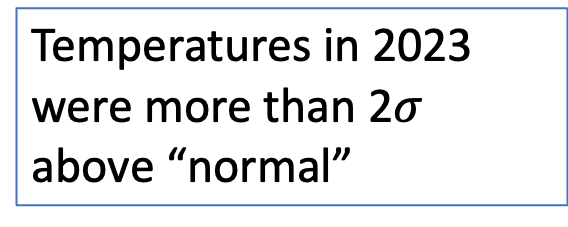 Temperatures in 2023
were more than 2σ
above “normal”